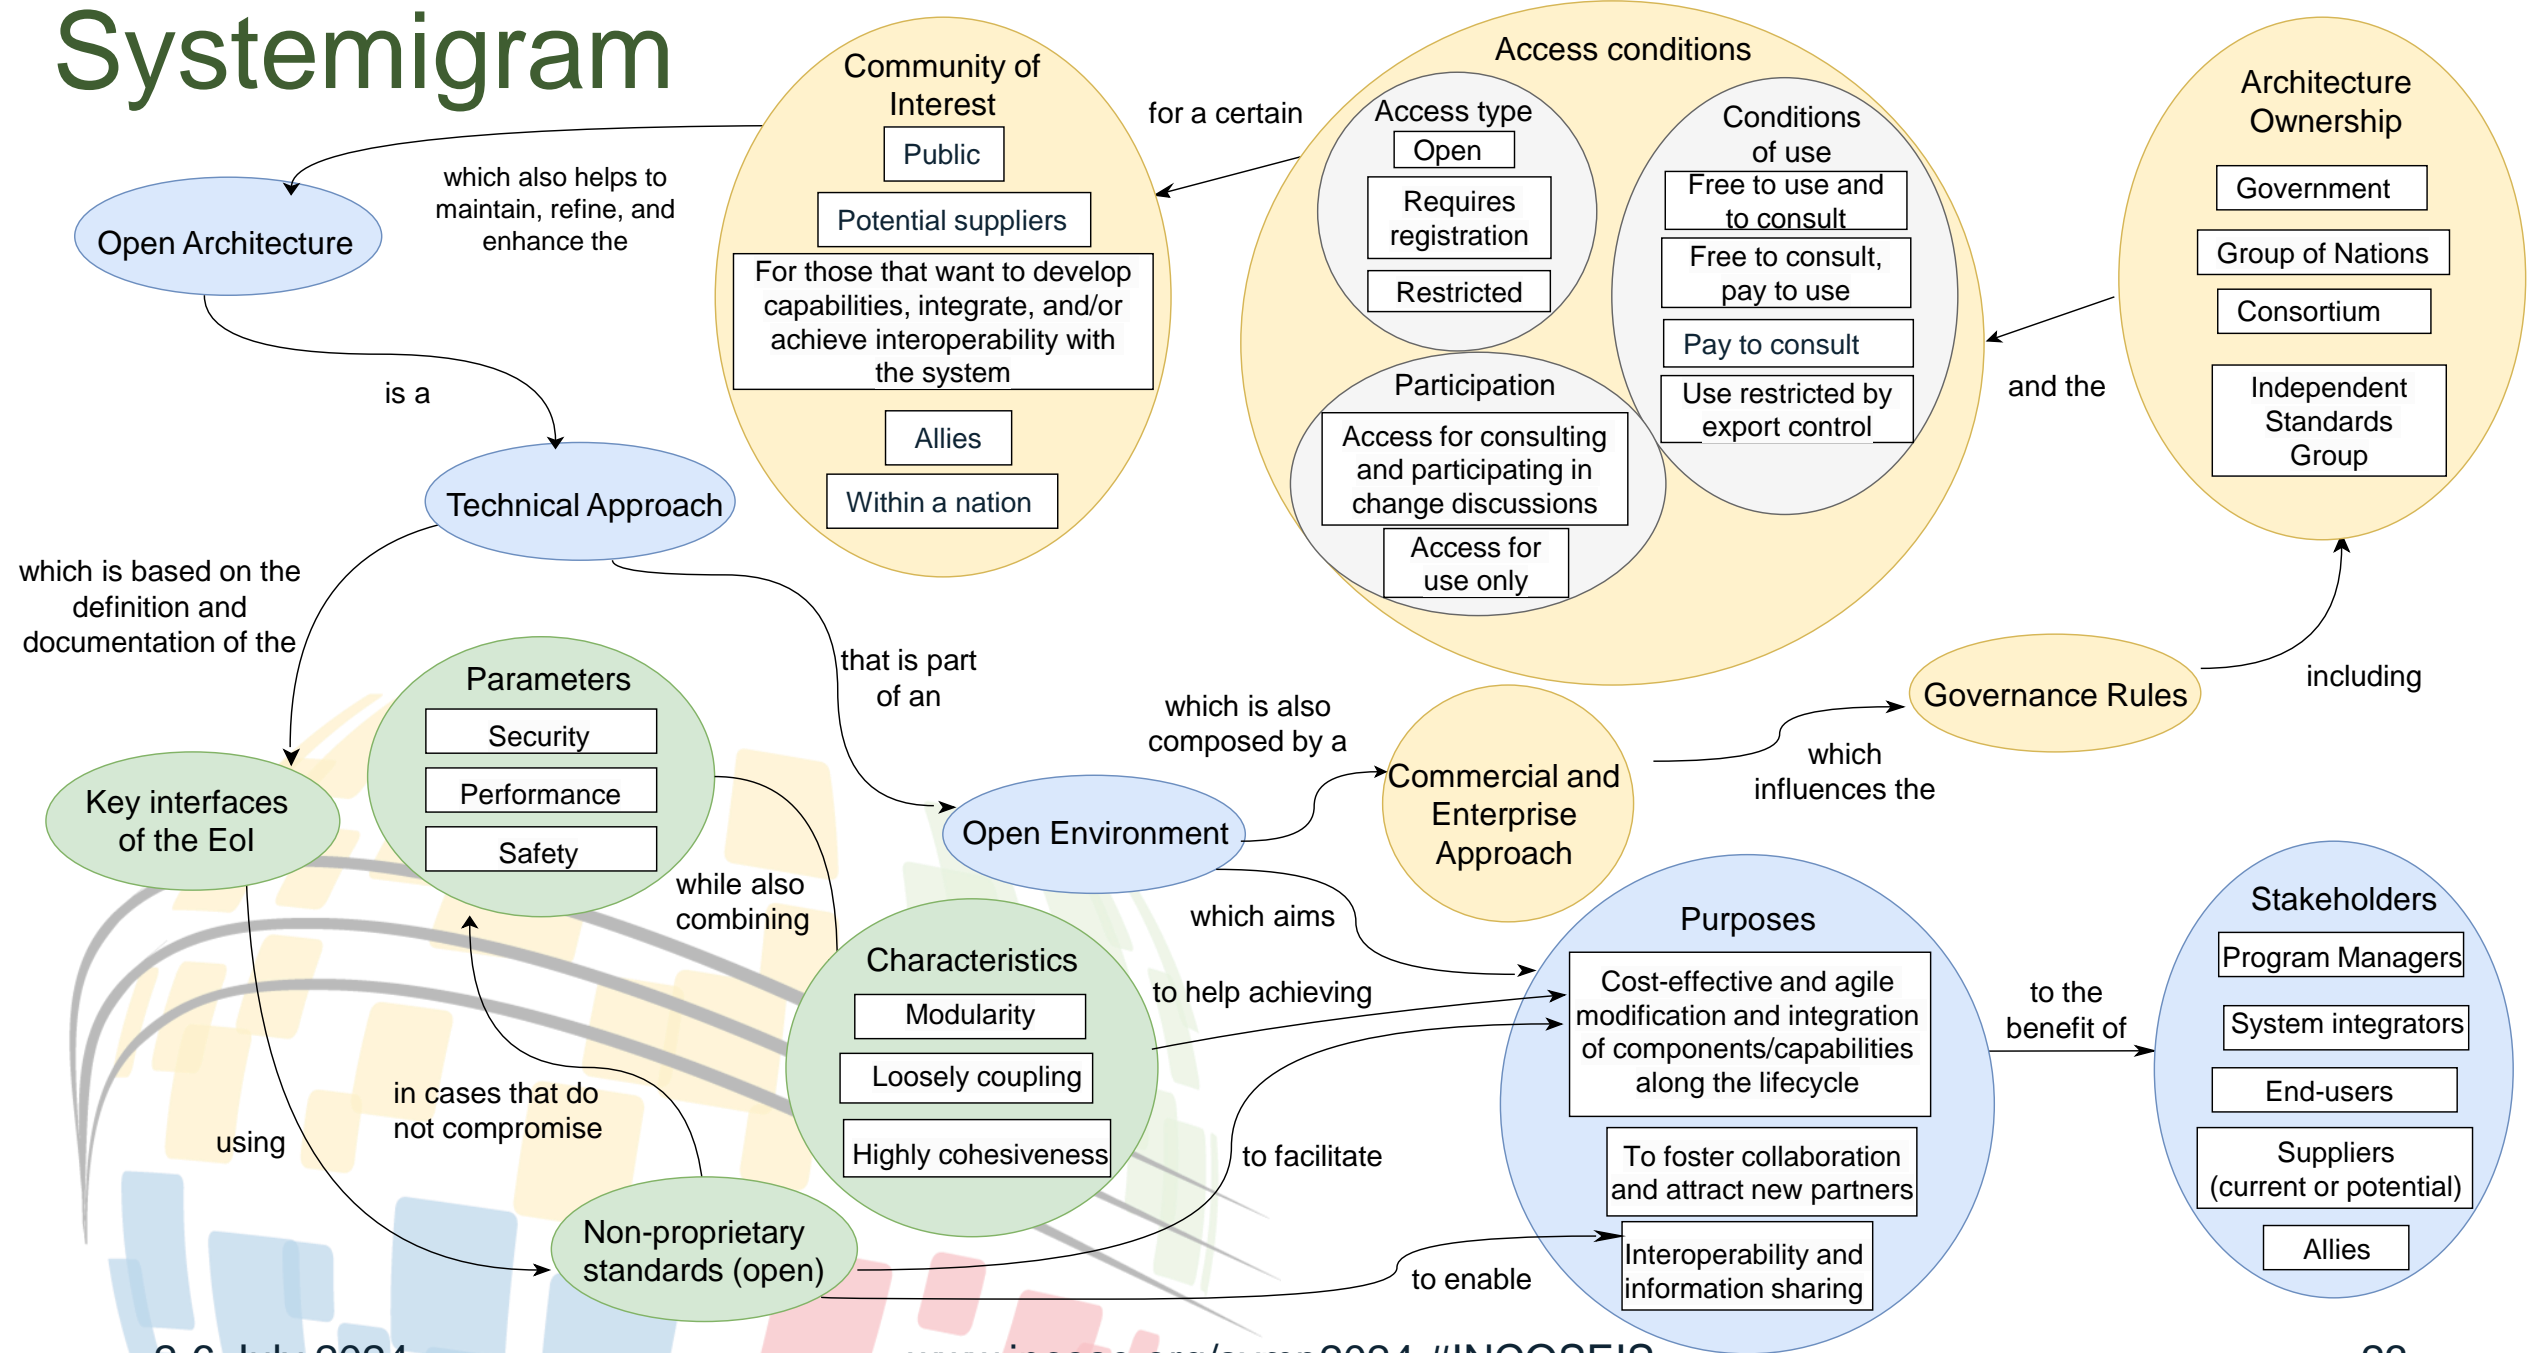 Systemigram
Community of
Interest
Public
Potential suppliers
For those that want to develop
capabilities, integrate, and/or
achieve interoperability with
the system
Allies
Within a nation
for a certain
Access conditions
Access type
Open
Requires
registration
Restricted
Conditions
of use
Free to use and
to consult
Free to consult,
pay to use
Pay to consult
Use restricted by
export control
Participation
Access for consulting
and participating in
change discussions
Access for
use only
and the
Architecture
Ownership
Government
Group of Nations
Consortium
Independent
Standards
Group
which also helps to
maintain, refine, and
enhance the
Open Architecture
is a
Technical Approach
which is based on the
definition and
documentation of the
that is part
of an
Parameters
Security
Performance
Safety
Key interfaces
of the EoI
while also
combining
Open Environment
which is also
composed by a
Commercial and
Enterprise
Approach
which
influences the
Governance Rules
including
which aims
Characteristics
Modularity
Loosely coupling
Highly cohesiveness
to help achieving
Purposes
Cost-effective and agile
modification and integration
of components/capabilities
along the lifecycle
To foster collaboration
and attract new partners
Interoperability and
information sharing
to the
benefit of
Stakeholders
Program Managers
System integrators
End-users
Suppliers
(current or potential)
Allies
using
in cases that do
not compromise
Non-proprietary
standards (open)
to facilitate
to enable
2-6 July 2024
www.incose.org/symp2024 #INCOSEIS